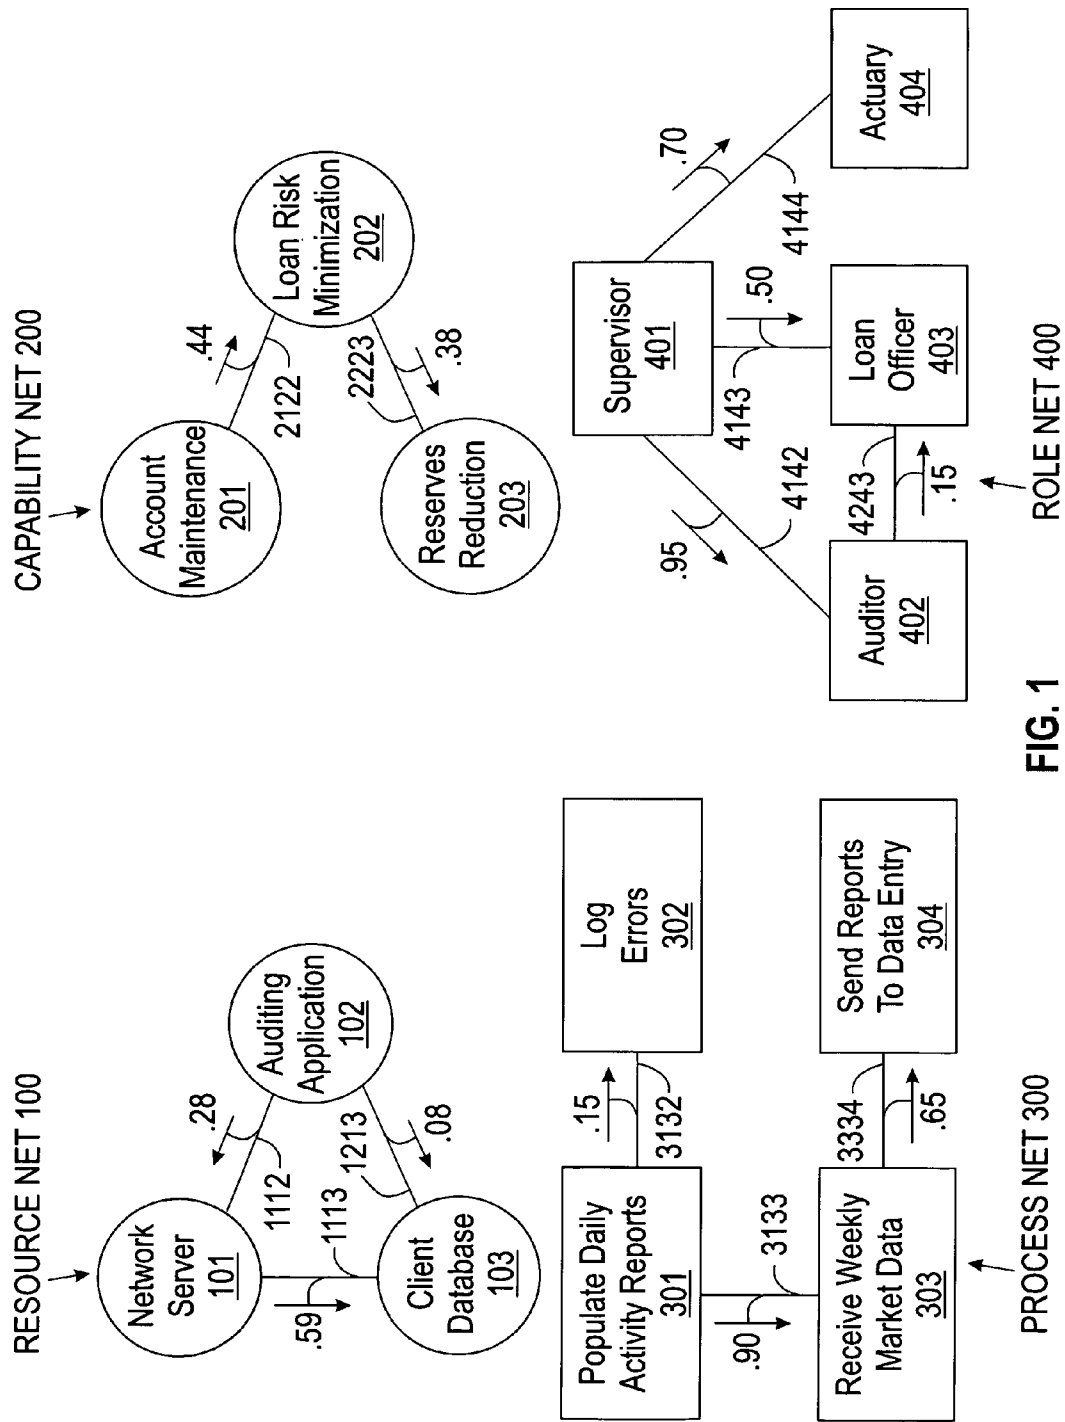 RESOURCE NET 100
Network
Server
101
.28
1112
Auditing
Application
102
.59
1113
1213
.08
Client
Database
103
CAPABILITY NET 200
Account
Maintenance
201
.44
2122
Loan Risk
Minimization
202
2223
.38
Reserves
Reduction
203
Populate Daily
Activity Reports
301
.15
3132
Log
Errors
302
.90
3133
Receive Weekly
Market Data
303
3334
.65
Send Reports
To Data Entry
304
PROCESS NET 300
Supervisor
401
.95
4142
4143
.50
.70
4144
Auditor
402
4243
.15
Loan
Officer
403
Actuary
404
ROLE NET 400
FIG. 1